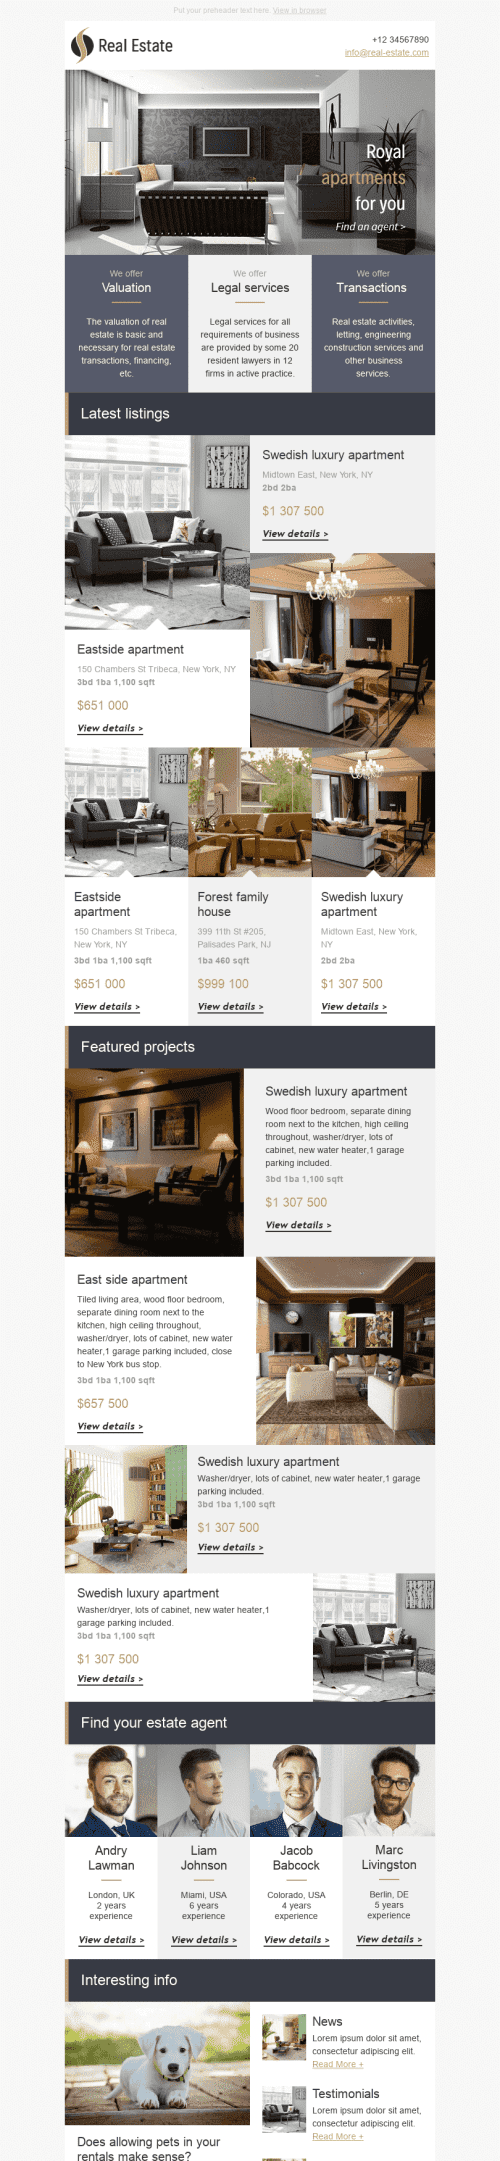 Put your preheader text here. View in browser
Real Estate
+12 34567890
info@real-estate.com
Royal
apartments
for you
Find an agent >
We offer
Valuation
The valuation of real
estate is basic and
necessary for real estate
transactions, financing,
etc.
We offer
Legal services
Legal services for all
requirements of business
are provided by some 20
resident lawyers in 12
firms in active practice.
We offer
Transactions
Real estate activities,
letting, engineering
construction services and
other business
services.
Latest listings
Swedish luxury apartment
Midtown East, New York, NY
2bd 2ba
$1 307 500
View details >
Eastside apartment
150 Chambers St Tribeca, New York, NY
3bd 1ba 1,100 sqft
$651 000
View details >
Eastside
apartment
150 Chambers St Tribeca,
New York, NY
3bd 1ba 1,100 sqft
$651 000
View details >
Forest family
house
399 11th St #205,
Palisades Park, NJ
1ba 460 sqft
$999 100
View details >
Swedish luxury
apartment
Midtown East, New York,
NY
2bd 2ba
$1 307 500
View details >
Featured projects
Swedish luxury apartment
Wood floor bedroom, separate dining
room next to the kitchen, high ceiling
throughout, washer/dryer, lots of
cabinet, new water heater,1 garage
parking included.
3bd 1ba 1,100 sqft
$1 307 500
View details >
East side apartment
Tiled living area, wood floor bedroom,
separate dining room next to the
kitchen, high ceiling throughout,
washer/dryer, lots of cabinet, new water
heater,1 garage parking included, close
to New York bus stop.
3bd 1ba 1,100 sqft
$657 500
View details >
Swedish luxury apartment
Washer/dryer, lots of cabinet, new water heater,1 garage
parking included.
3bd 1ba 1,100 sqft
$1 307 500
View details >
Swedish luxury apartment
Washer/dryer, lots of cabinet, new water heater,1
garage parking included.
3bd 1ba 1,100 sqft
$1 307 500
View details >
Find your estate agent
Andry
Lawman
London, UK
2 years
experience
View details >
Liam
Johnson
Miami, USA
6 years
experience
View details >
Jacob
Babcock
Colorado, USA
4 years
experience
View details >
Marc
Livingston
Berlin, DE
5 years
experience
View details >
Interesting info
Does allowing pets in your
rentals make sense?
News
Lorem ipsum dolor sit amet,
consectetur adipiscing elit.
Read More +
Testimonials
Lorem ipsum dolor sit amet,
consectetur adipiscing elit.
Read More +